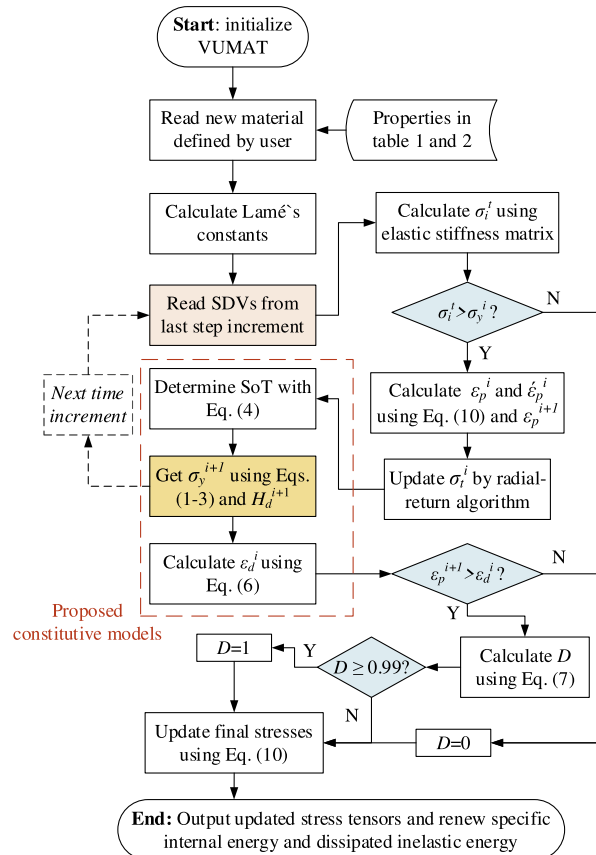 Start: initialize
VUMAT
Read new material
defined by user
Properties in
table 1 and 2
Calculate Lamé`s
constants
Calculate σ_i^t using
elastic stiffness matrix
Read SDVs from
last step increment
σ_i^t>σ_y^i ?
N
Y
Next time
increment
Determine SoT with
Eq. (4)
Calculate ε_p^i and έ_p^i
using Eq. (10) and ε_p^{i+1}
Get σ_y^{i+1} using Eqs.
(1-3) and H_d^{i+1}
Update σ_t^i by radial-
return algorithm
Calculate ε_d^i using
Eq. (6)
ε_p^{i+1}>ε_d^i ?
N
Y
Proposed
constitutive models
D=1
Y
D ≥ 0.99?
Calculate D
using Eq. (7)
N
Update final stresses
using Eq. (10)
D=0
End: Output updated stress tensors and renew specific
internal energy and dissipated inelastic energy